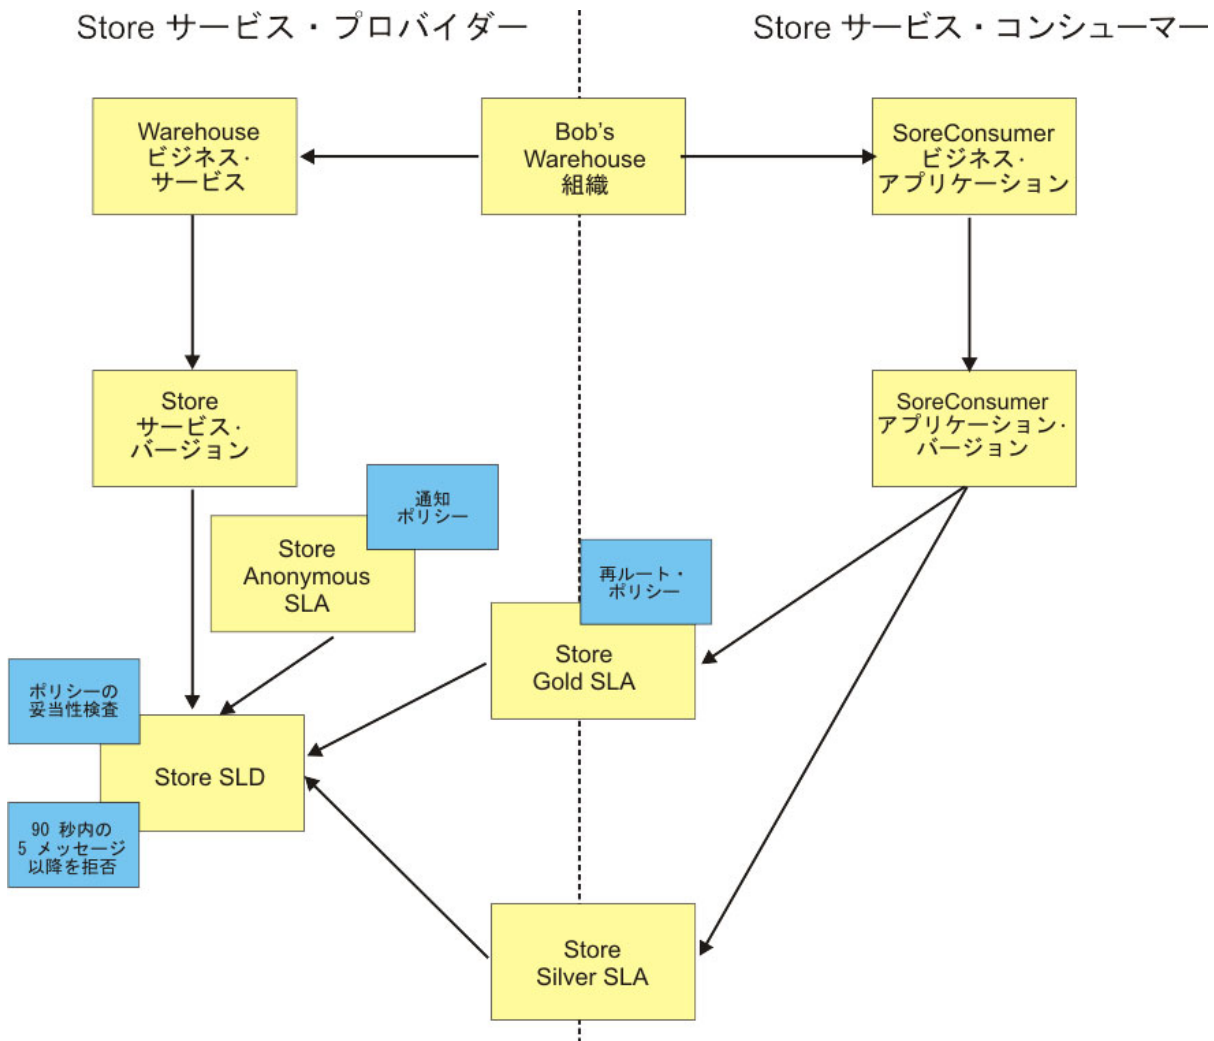 Store サービス・プロバイダー
Store サービス・コンシューマー
Warehouse
ビジネス・
サービス
Bob's
Warehouse
組織
SoreConsumer
ビジネス・
アプリケーション
Store
サービス・
バージョン
SoreConsumer
アプリケーション・
バージョン
通知
ポリシー
Store
Anonymous
SLA
再ルート・
ポリシー
Store
Gold SLA
ポリシーの
妥当性検査
Store SLD
90 秒内の
5 メッセージ
以降を拒否
Store
Silver SLA